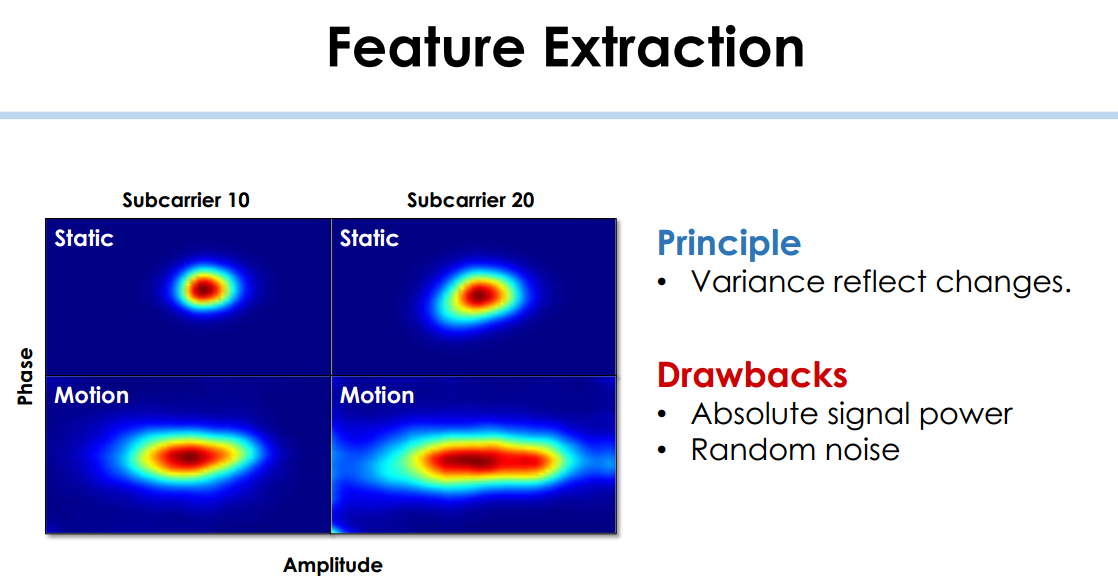 Feature Extraction
Subcarrier 10
Subcarrier 20
Static
Static
Motion
Motion
Phase
Amplitude
Principle
• Variance reflect changes.
Drawbacks
• Absolute signal power
• Random noise